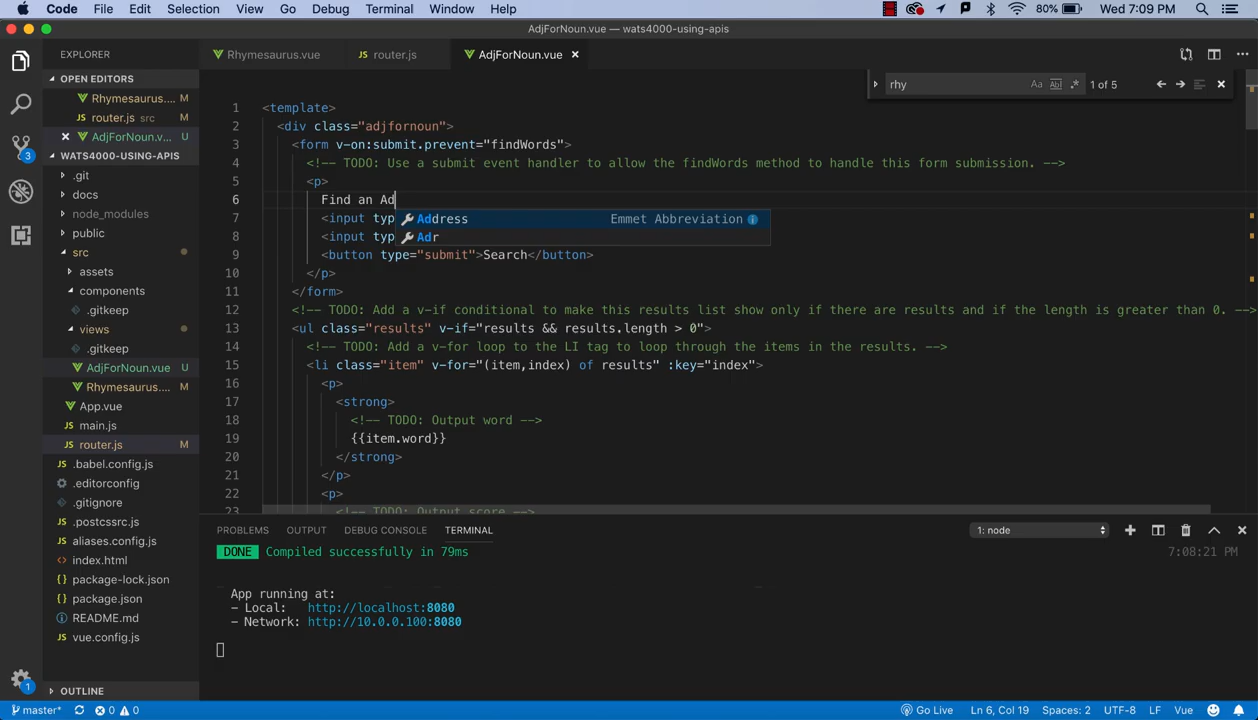 Code File Edit Selection View Go Debug Terminal Window Help 80% Wed 7:09 PM
AdjForNoun.vue — wats4000-using-apis
EXPLORER
OPEN EDITORS
Rhymesaurus.... M
router.js src M
AdjForNoun.v... U
WATS4000-USING-APIS
.git
docs
node_modules
public
src
assets
components
.gitkeep
views
.gitkeep
AdjForNoun.vue U
Rhymesaurus.... M
App.vue
main.js
router.js M
.babel.config.js
.editorconfig
.gitignore
.postcssrc.js
aliases.config.js
index.html
package-lock.json
package.json
README.md
vue.config.js
OUTLINE
3
1
Rhymesaurus.vue router.js AdjForNoun.vue
rhy Aa Abl .* 1 of 5
1 <template>
2 <div class="adjfornoun">
3 <form v-on:submit.prevent="findWords">
4 <!-- TODO: Use a submit event handler to allow the findWords method to handle this form submission. -->
5 <p>
6 Find an Ad
7 <input typ
8 <input typ
Address Emmet Abbreviation
Adr
9 <button type="submit">Search</button>
10 </p>
11 </form>
12 <!-- TODO: Add a v-if conditional to make this results list show only if there are results and if the length is greater than 0. -->
13 <ul class="results" v-if="results && results.length > 0">
14 <!-- TODO: Add a v-for loop to the LI tag to loop through the items in the results. -->
15 <li class="item" v-for="(item,index) of results" :key="index">
16 <p>
17 <strong>
18 <!-- TODO: Output word -->
19 {{item.word}}
20 </strong>
21 </p>
22 <p>
23 <!-- TODO: Output score -->
PROBLEMS OUTPUT DEBUG CONSOLE TERMINAL 1: node
DONE Compiled successfully in 79ms 7:08:21 PM
App running at:
- Local: http://localhost:8080
- Network: http://10.0.0.100:8080
master* 0 0 Go Live Ln 6, Col 19 Spaces: 2 UTF-8 LF Vue